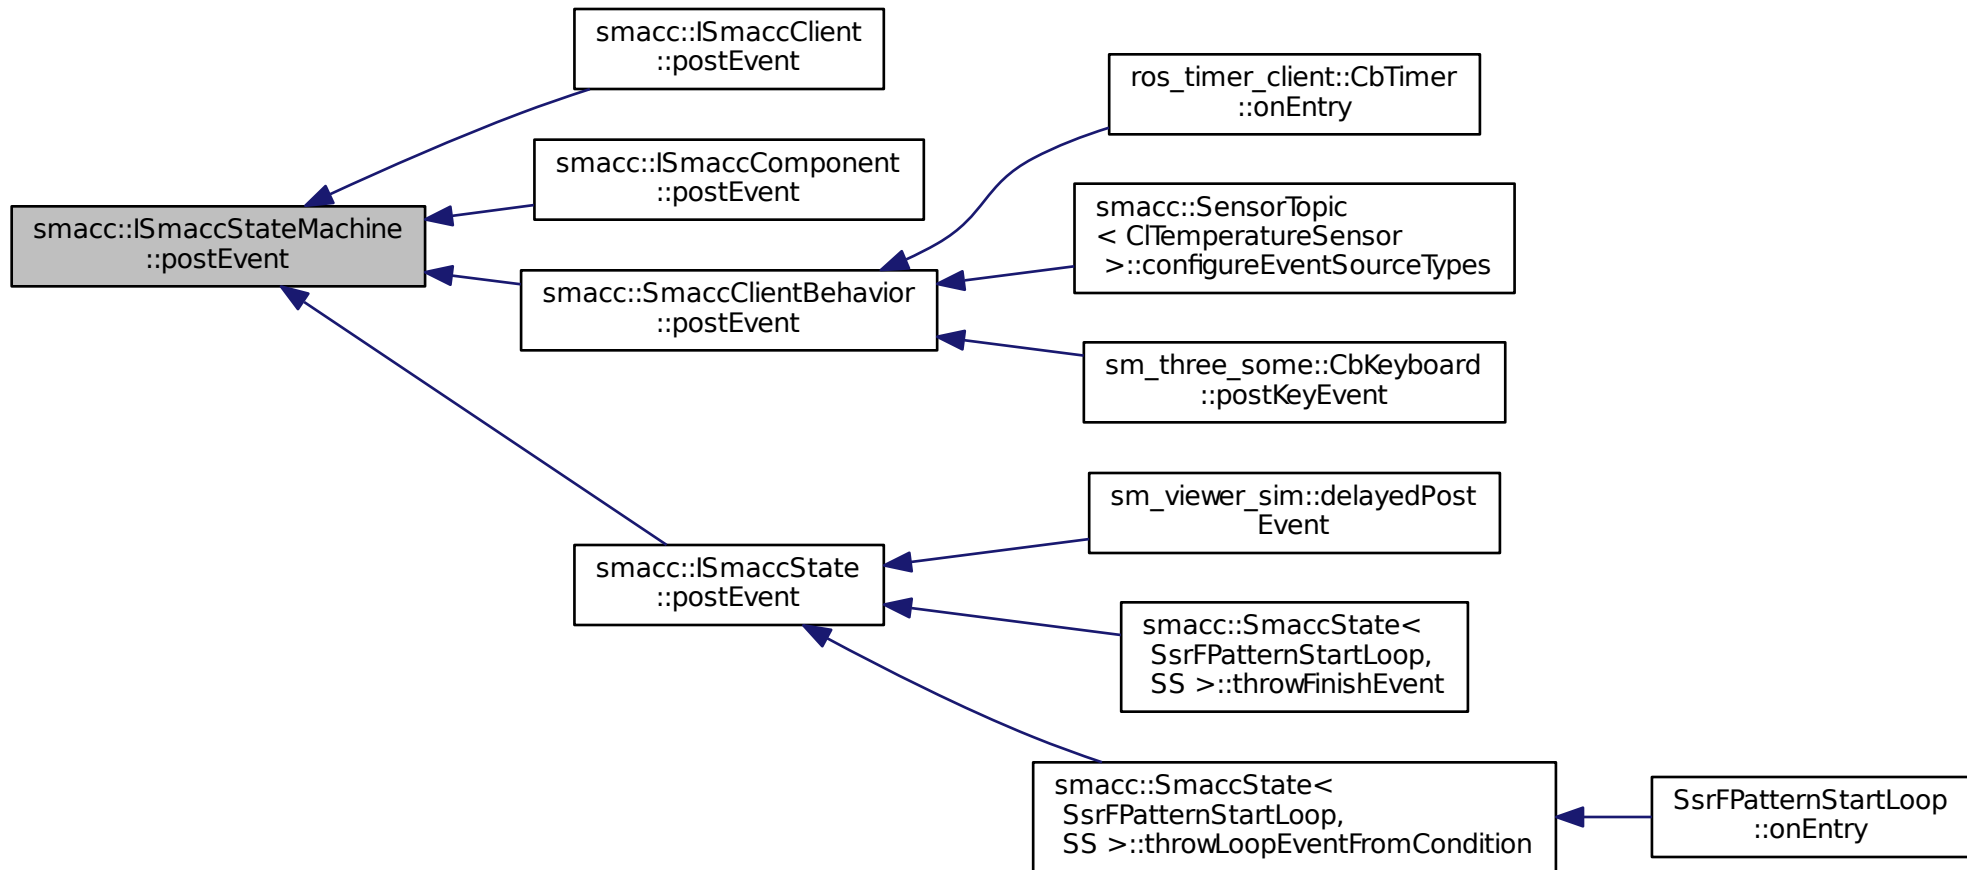 smacc::ISmaccStateMachine
::postEvent
smacc::ISmaccClient
::postEvent
smacc::ISmaccComponent
::postEvent
smacc::SmaccClientBehavior
::postEvent
ros_timer_client::CbTimer
::onEntry
smacc::SensorTopic
< ClTemperatureSensor
>::configureEventSourceTypes
sm_three_some::CbKeyboard
::postKeyEvent
smacc::ISmaccState
::postEvent
sm_viewer_sim::delayedPost
Event
smacc::SmaccState<
SsrFPatternStartLoop,
SS >::throwFinishEvent
smacc::SmaccState<
SsrFPatternStartLoop,
SS >::throwLoopEventFromCondition
SsrFPatternStartLoop
::onEntry